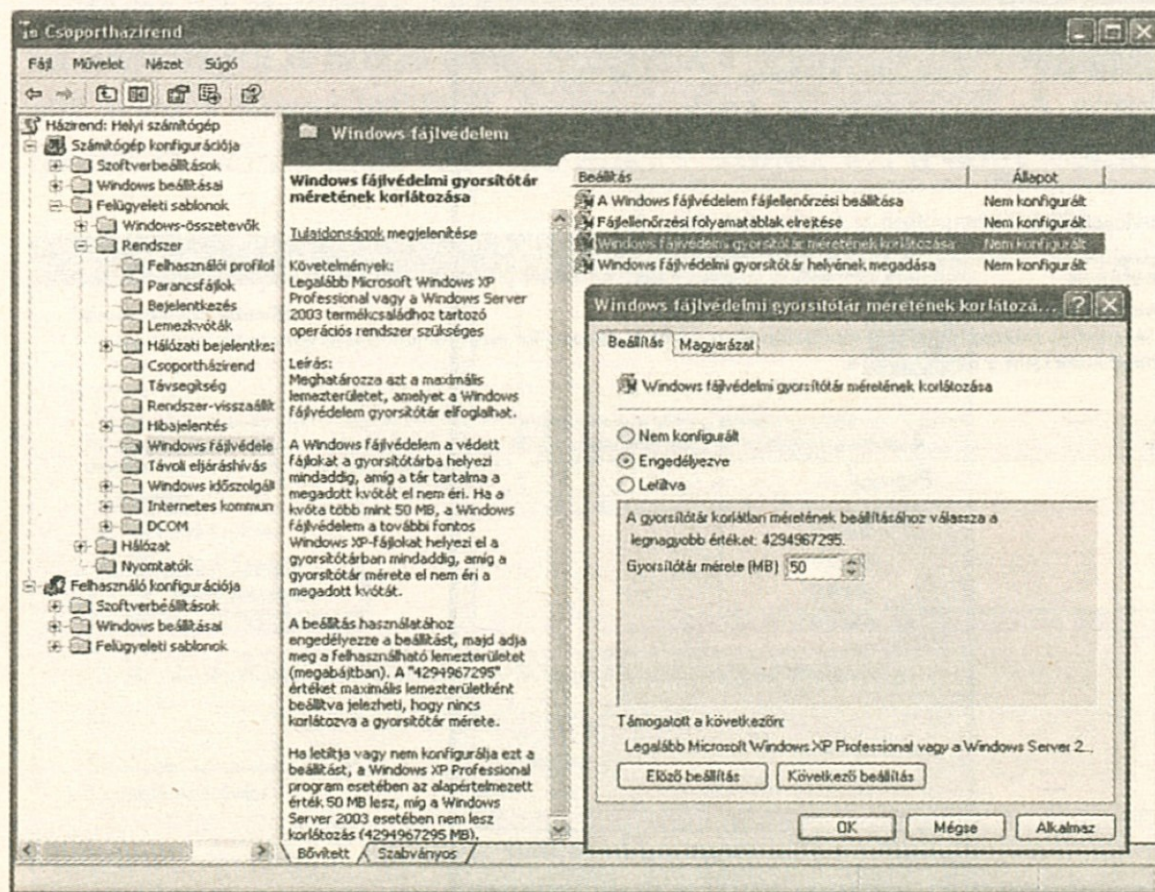 Csoportházirend
Fájl Művelet Nézet Súgó
Házirend: Helyi számítógép
Számítógép konfigurációja
Szoftverbeállítások
Windows beállításai
Felügyeleti sablonok
Windows-összetevők
Rendszer
Felhasználói profilok
Parancsfájlok
Bejelentkezés
Lemezkvóták
Hálózati bejelentkez
Csoportházirend
Távsegítség
Rendszer-visszaállít
Hibajelentés
Windows fájlvédele
Távoli eljáráshívás
Windows időszolgált
Internetes kommun
DCOM
Hálózat
Nyomtatók
Felhasználó konfigurációja
Szoftverbeállítások
Windows beállításai
Felügyeleti sablonok
Windows fájlvédelem
Windows fájlvédelmi gyorsítótár
méretének korlátozása
Tulajdonságok megjelenítése
Követelmények:
Legalább Microsoft Windows XP
Professional vagy a Windows Server
2003 termékcsaládhoz tartozó
operációs rendszer szükséges
Leírás:
Meghatározza azt a maximális
lemezterületet, amelyet a Windows
fájlvédelem gyorsítótár elfoglalhat.
A Windows fájlvédelem a védett
fájlokat a gyorsítótárba helyezi
mindaddig, amíg a tár tartalma a
megadott kvótát el nem éri. Ha a
kvóta több mint 50 MB, a Windows
fájlvédelem a további fontos
Windows XP-fájlokat helyezi el a
gyorsítótárban mindaddig, amíg a
gyorsítótár mérete el nem éri a
megadott kvótát.
A beállítás használatához
engedélyezze a beállítást, majd adja
meg a felhasználható lemezterületet
(megabájtban). A "4294967295"
értéket maximális lemezterületként
beállítva jelezheti, hogy nincs
korlátozva a gyorsítótár mérete.
Ha letiltja vagy nem konfigurálja ezt a
beállítást, a Windows XP Professional
program esetében az alapértelmezett
érték 50 MB lesz, míg a Windows
Server 2003 esetében nem lesz
korlátozás (4294967295 MB).
Bővített Szabványos
Beállítás Állapot
A Windows fájlvédelem fájlellenőrzési beállítása Nem konfigurált
Fájlellenőrzési folyamatablak elrejtése Nem konfigurált
Windows fájlvédelmi gyorsítótár méretének korlátozása Nem konfigurált
Windows fájlvédelmi gyorsítótár helyének megadása Nem konfigurált
Windows fájlvédelmi gyorsítótár méretének korlátozá...
Beállítás Magyarázat
Windows fájlvédelmi gyorsítótár méretének korlátozása
Nem konfigurált
Engedélyezve
Letiltva
A gyorsítótár korlátlan méretének beállításához válassza a
legnagyobb értéket: 4294967295.
Gyorsítótár mérete (MB) 50
Támogatott a következőn:
Legalább Microsoft Windows XP Professional vagy a Windows Server 2...
Előző beállítás Következő beállítás
OK Mégse Alkalmaz